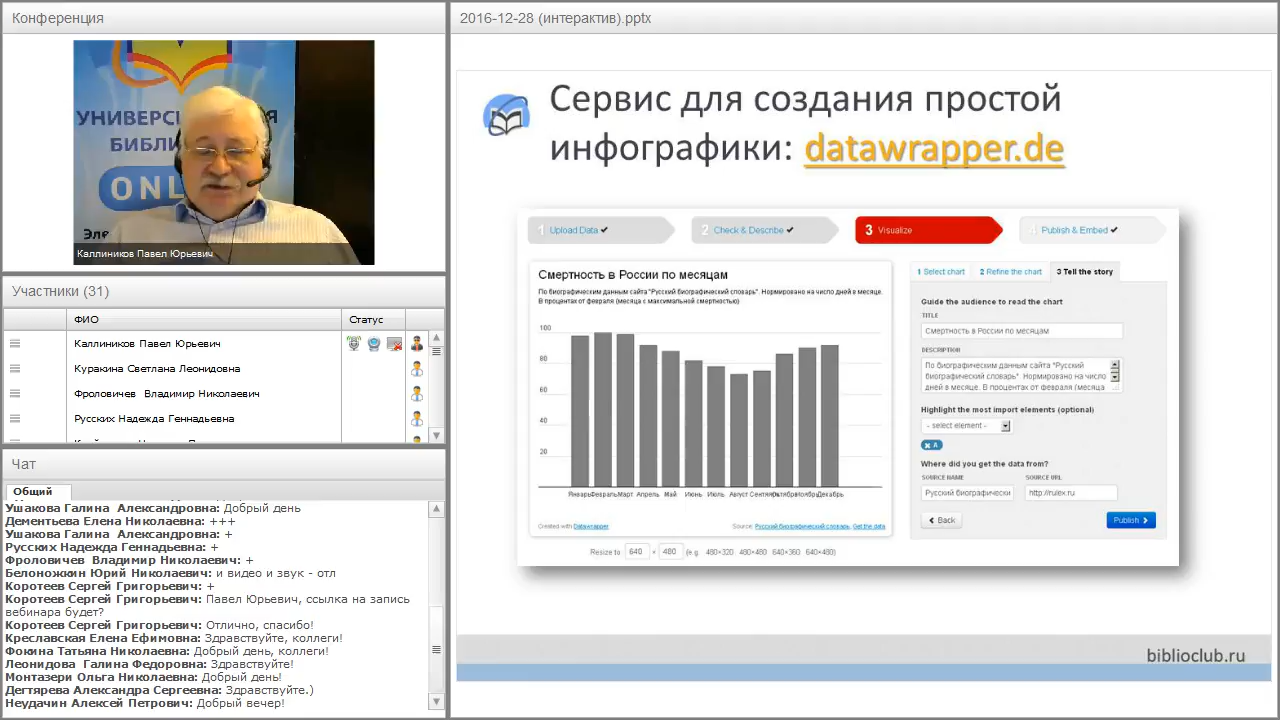 Конференция
ONL
Каллиников Павел Юрьевич
Участники (31)
ФИО
Статус
Каллиников Павел Юрьевич
Куракина Светлана Леонидовна
Фроловичев Владимир Николаевич
Русских Надежда Геннадьевна
Чат
Общий
Ушакова Галина Александровна: Добрый день
Дементьева Елена Николаевна: +++
Ушакова Галина Александровна: +
Русских Надежда Геннадьевна: +
Фроловичев Владимир Николаевич: +
Белоножкин Юрий Николаевич: и видео и звук - отл
Коротеев Сергей Григорьевич: +
Коротеев Сергей Григорьевич: Павел Юрьевич, ссылка на запись
вебинара будет?
Коротеев Сергей Григорьевич: Отлично, спасибо!
Креславская Елена Ефимовна: Здравствуйте, коллеги!
Фокина Татьяна Николаевна: Добрый день, коллеги!
Леонидова Галина Федоровна: Здравствуйте!
Монтазери Ольга Николаевна: Добрый день!
Дегтярева Александра Сергеевна: Здравствуйте.)
Неудачин Алексей Петрович: Добрый вечер!
2016-12-28 (интерактив).pptx
Сервис для создания простой
инфографики: datawrapper.de
1 Upload Data
2 Check & Describe
3 Visualize
4 Publish & Embed
Смертность в России по месяцам
По биографическим данным сайта "Русский биографический словарь". Нормировано на число дней в месяце.
В процентах от февраля (месяца с максимальной смертностью)
100
80
60
40
20
Январь Февраль Март Апрель Май Июнь Июль Август Сентябрь Октябрь Ноябрь Декабрь
Created with Datawrapper
Source: Русский биографический словарь, Get the data
Resize to 640 × 480 (e.g. 480×320 480×480 640×360 640×480)
1 Select chart 2 Refine the chart 3 Tell the story
Guide the audience to read the chart
TITLE
Смертность в России по месяцам
DESCRIPTION
По биографическим данным сайта "Русский
биографический словарь". Нормировано на число
дней в месяце. В процентах от февраля (месяца
Highlight the most import elements (optional)
- select element -
× A
Where did you get the data from?
SOURCE NAME
SOURCE URL
Русский биографически
http://rulex.ru
Back
Publish
biblioclub.ru